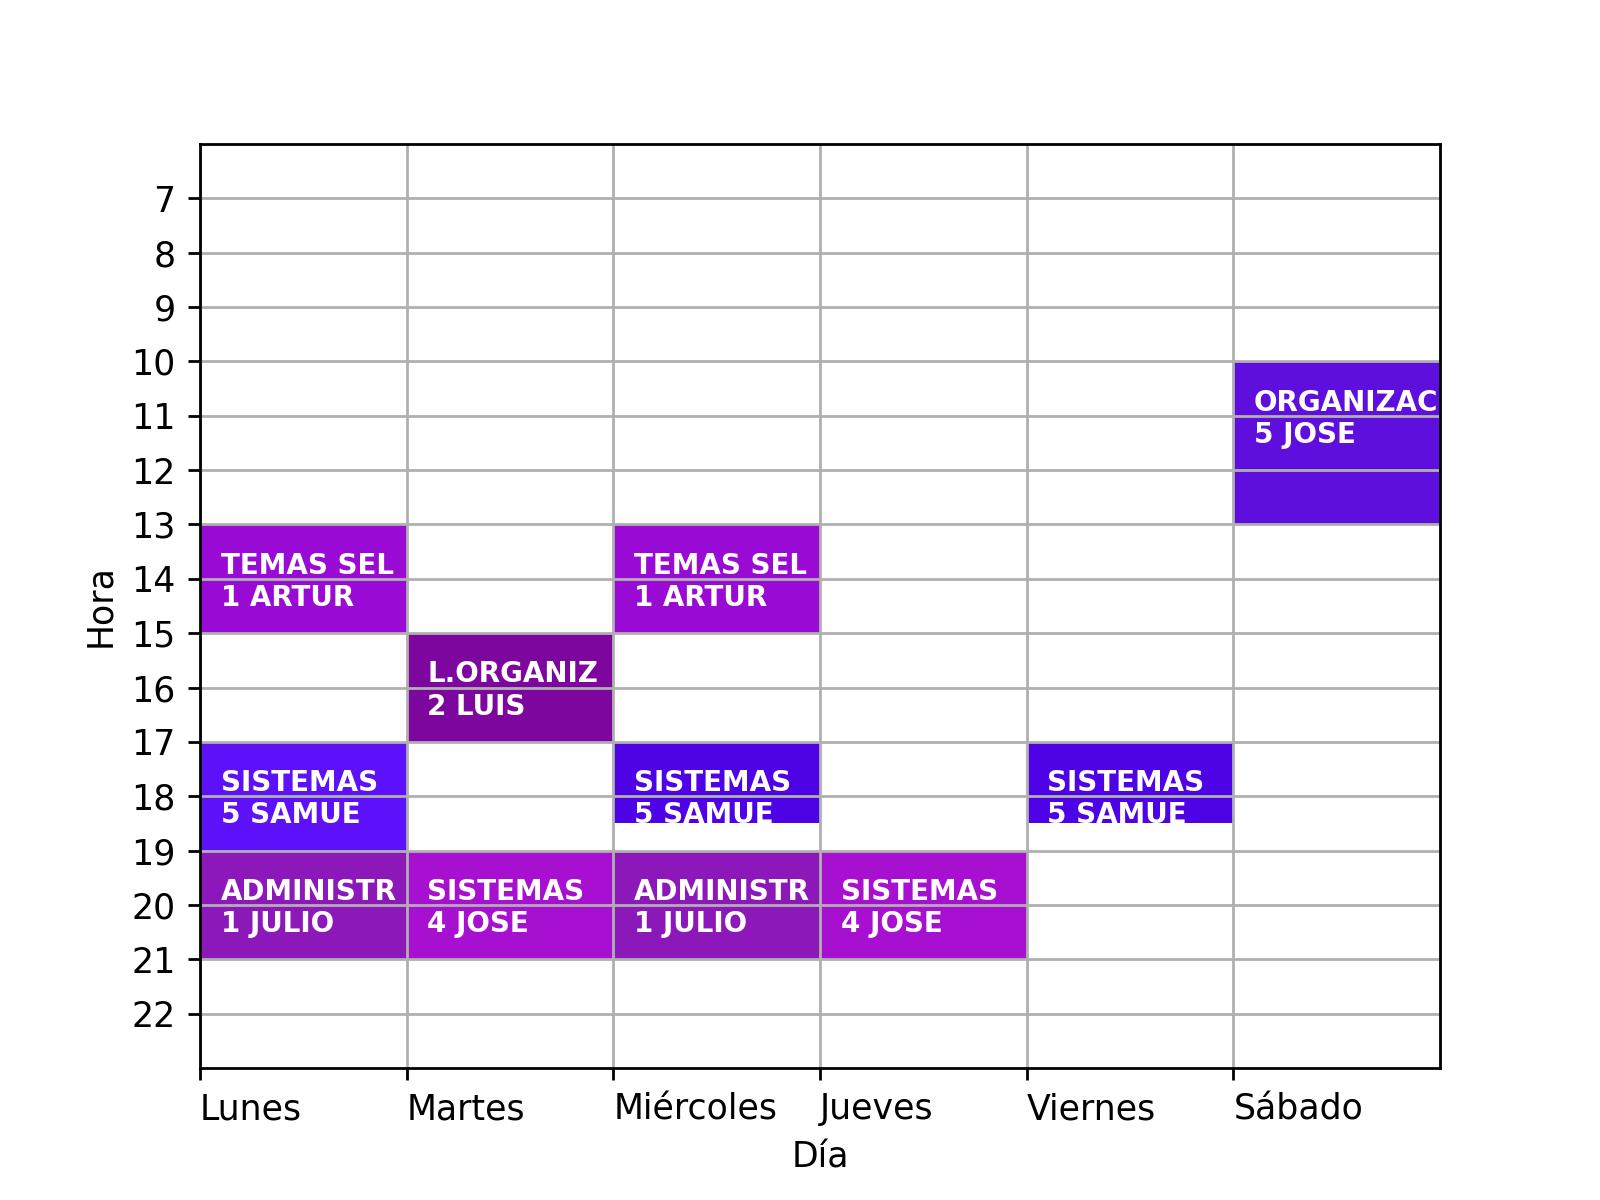 7
8
9
10
ORGANIZAC
11
5 JOSE
12
13
TEMAS SEL
TEMAS SEL
14
1 ARTUR
1 ARTUR
Hora
15
L.ORGANIZ
16
2 LUIS
17
SISTEMAS
SISTEMAS
SISTEMAS
18
5 SAMUE
5 SAMUE
5 SAMUE
19
ADMINISTR
SISTEMAS
ADMINISTR
SISTEMAS
20
1 JULIO
4 JOSE
1 JULIO
4 JOSE
21
22
Lunes Martes Miércoles Jueves Viernes Sábado
Día